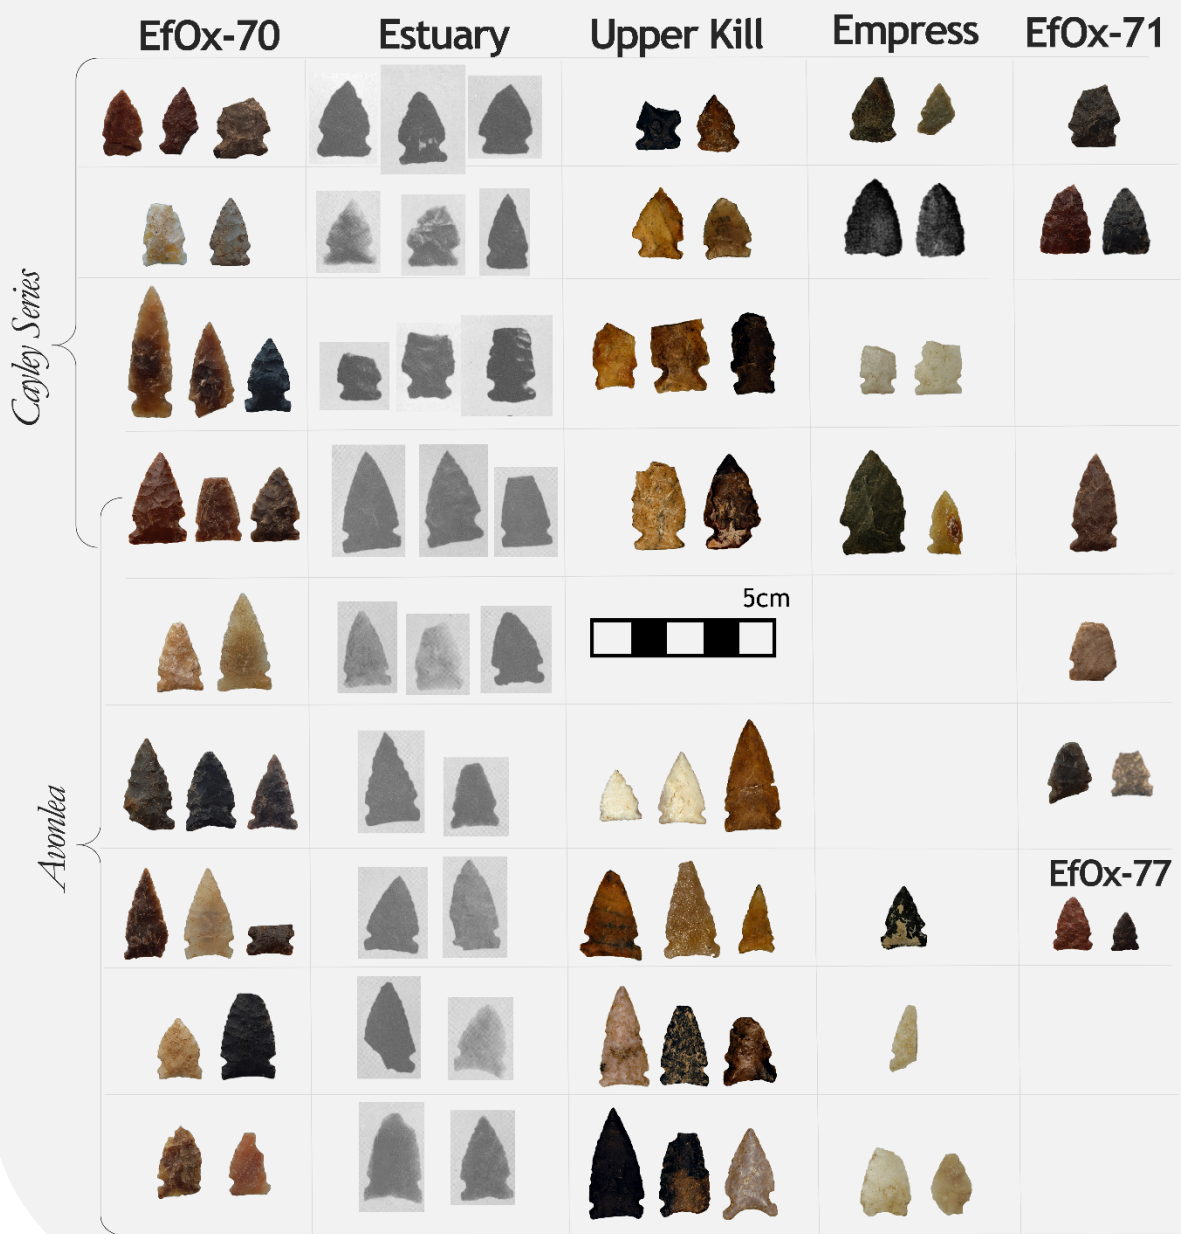 EfOx-70
Estuary
Upper Kill
Empress
EfOx-71
Cayley Series
5cm
Avonlea
EfOx-77